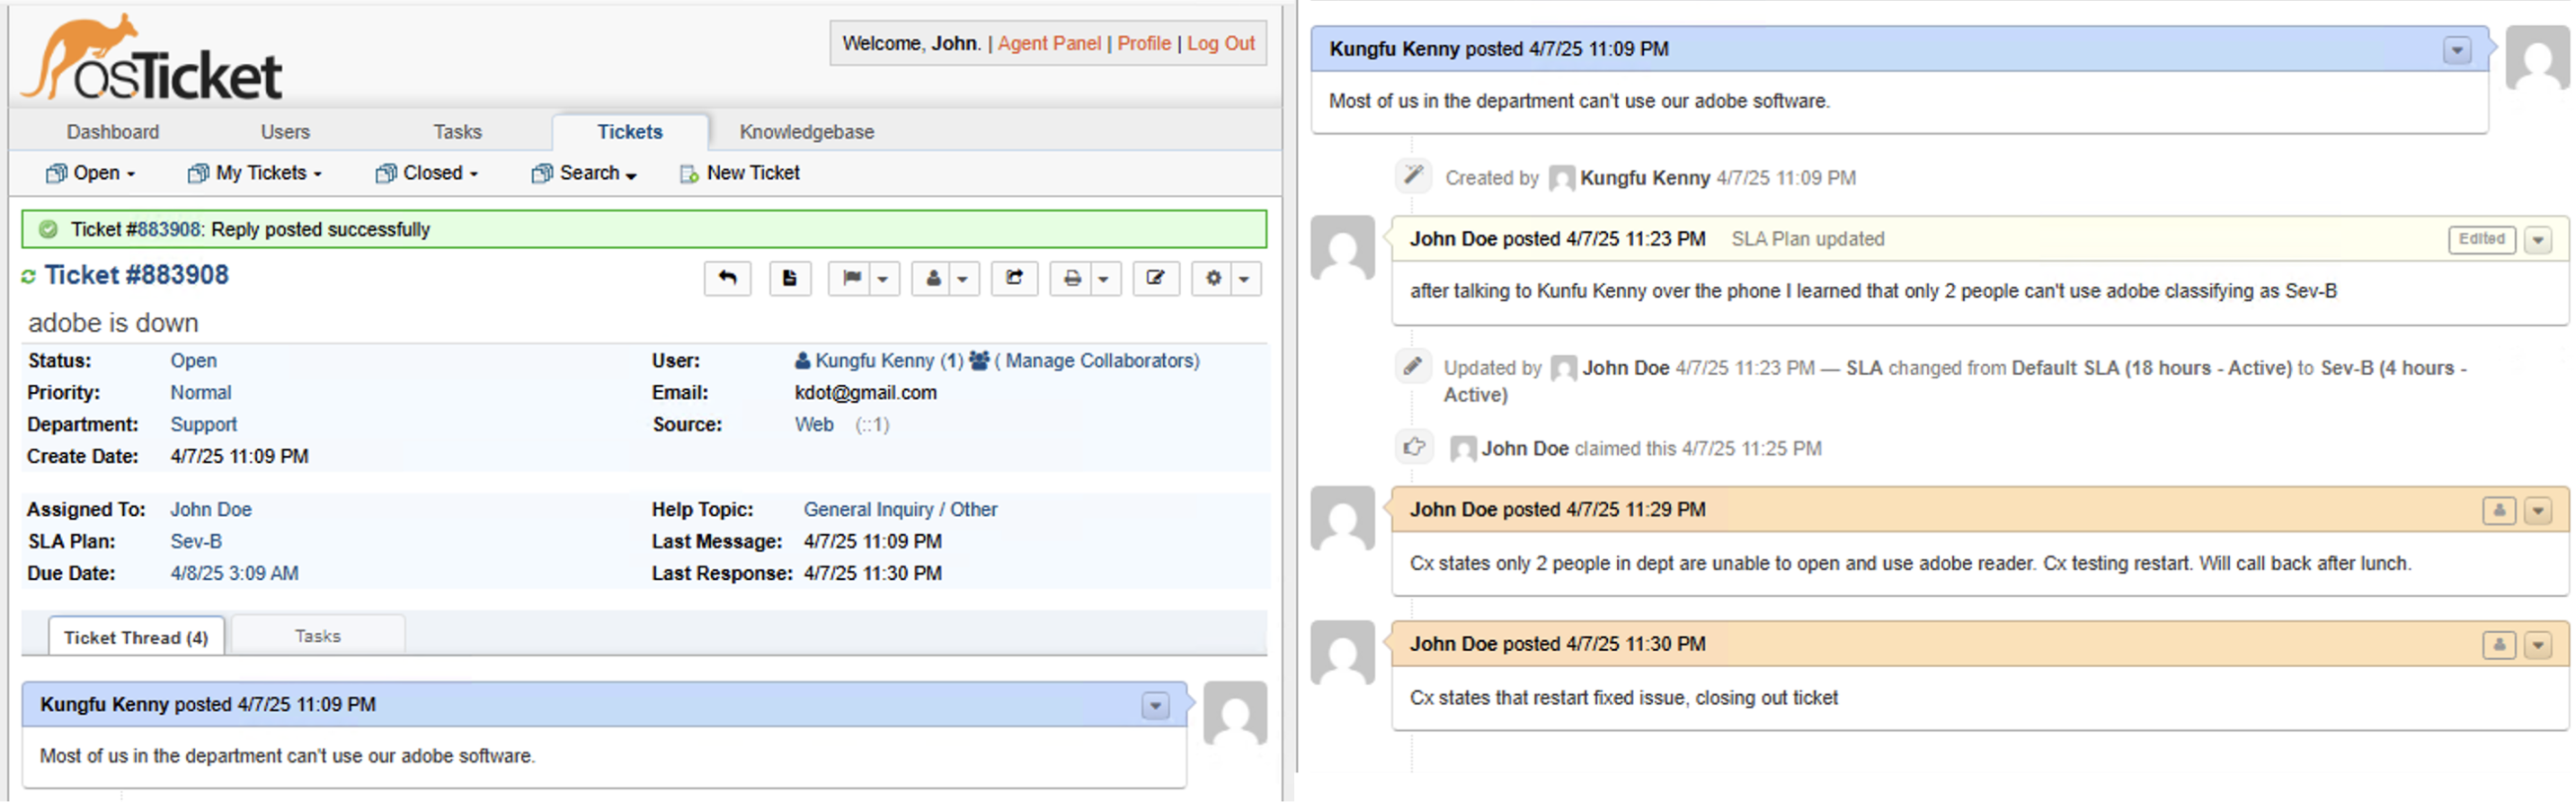 osTicket
Welcome, John. | Agent Panel | Profile | Log Out
Dashboard Users Tasks Tickets Knowledgebase
Open My Tickets Closed Search New Ticket
Ticket #883908: Reply posted successfully
Ticket #883908
adobe is down
Status: Open
Priority: Normal
Department: Support
Create Date: 4/7/25 11:09 PM
User: Kungfu Kenny (1) ( Manage Collaborators)
Email: kdot@gmail.com
Source: Web (::1)
Assigned To: John Doe
SLA Plan: Sev-B
Due Date: 4/8/25 3:09 AM
Help Topic: General Inquiry / Other
Last Message: 4/7/25 11:09 PM
Last Response: 4/7/25 11:30 PM
Ticket Thread (4) Tasks
Kungfu Kenny posted 4/7/25 11:09 PM
Most of us in the department can't use our adobe software.
Kungfu Kenny posted 4/7/25 11:09 PM
Most of us in the department can't use our adobe software.
Created by Kungfu Kenny 4/7/25 11:09 PM
John Doe posted 4/7/25 11:23 PM SLA Plan updated Edited
after talking to Kunfu Kenny over the phone I learned that only 2 people can't use adobe classifying as Sev-B
Updated by John Doe 4/7/25 11:23 PM — SLA changed from Default SLA (18 hours - Active) to Sev-B (4 hours -
Active)
John Doe claimed this 4/7/25 11:25 PM
John Doe posted 4/7/25 11:29 PM
Cx states only 2 people in dept are unable to open and use adobe reader. Cx testing restart. Will call back after lunch.
John Doe posted 4/7/25 11:30 PM
Cx states that restart fixed issue, closing out ticket